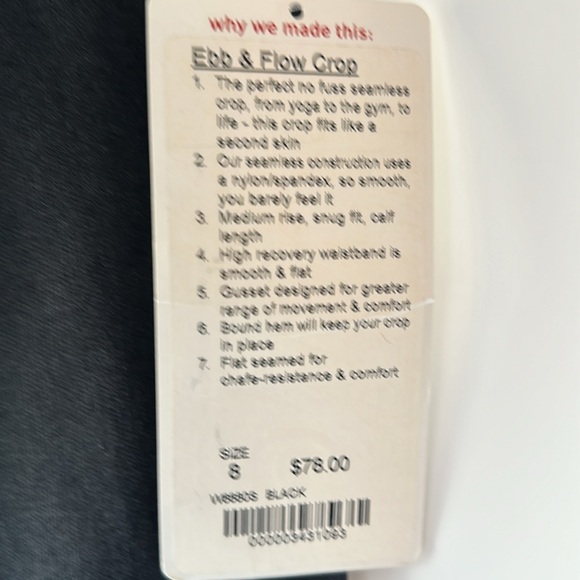 why we made this:
Ebb & Flow Crop
1. The perfect no fuss seamless
crop, from yoga to the gym, to
life - this crop fits like a
second skin
2. Our seamless construction uses
a nylon/spandex, so smooth,
you barely feel it
3. Medium rise, snug fit, calf
length
4. High recovery waistband is
smooth & flat
5. Gusset designed for greater
range of movement & comfort
6. Bound hem will keep your crop
in place
7. Flat seamed for
chafe-resistance & comfort
SIZE
8 $78.00
BLACK